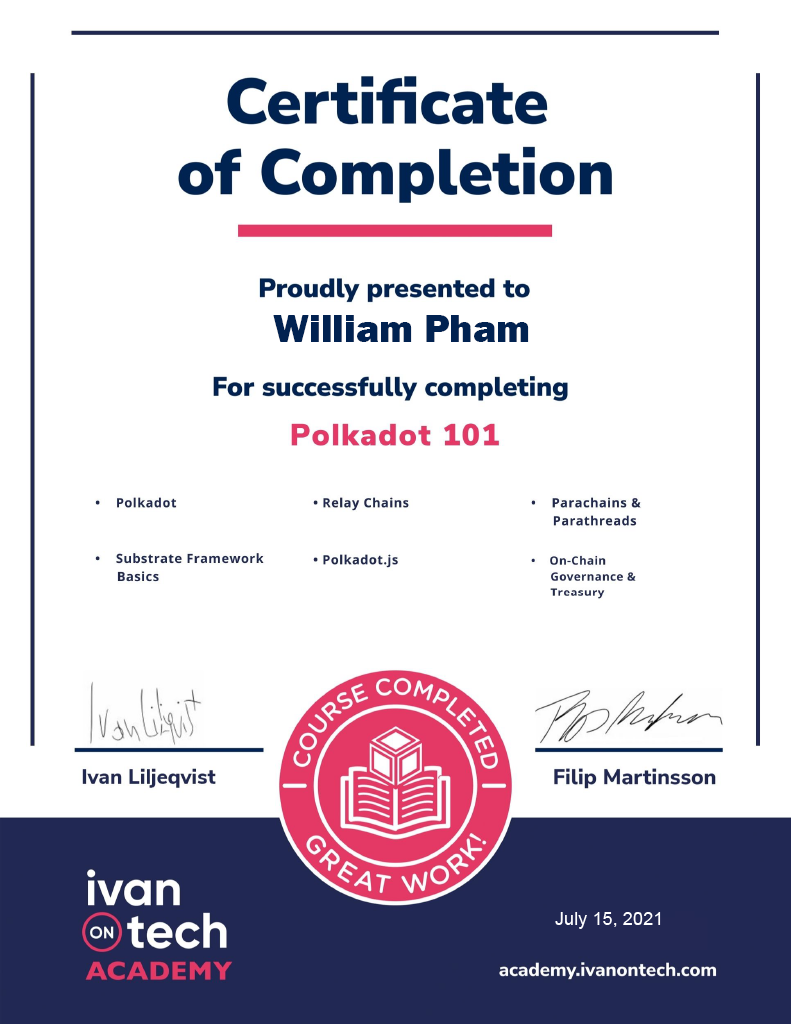 Certificate
of Completion
Proudly presented to
William Pham
For successfully completing
Polkadot 101
• Polkadot
• Relay Chains
• Parachains &
Parathreads
• Substrate Framework
Basics
• Polkadot.js
• On-Chain
Governance &
Treasury
Ivan Liljeqvist
Ivan Liljeqvist
Filip Martinsson
COURSE COMPLETED
GREAT WORK!
ivan
ON tech
ACADEMY
July 15, 2021
academy.ivanontech.com